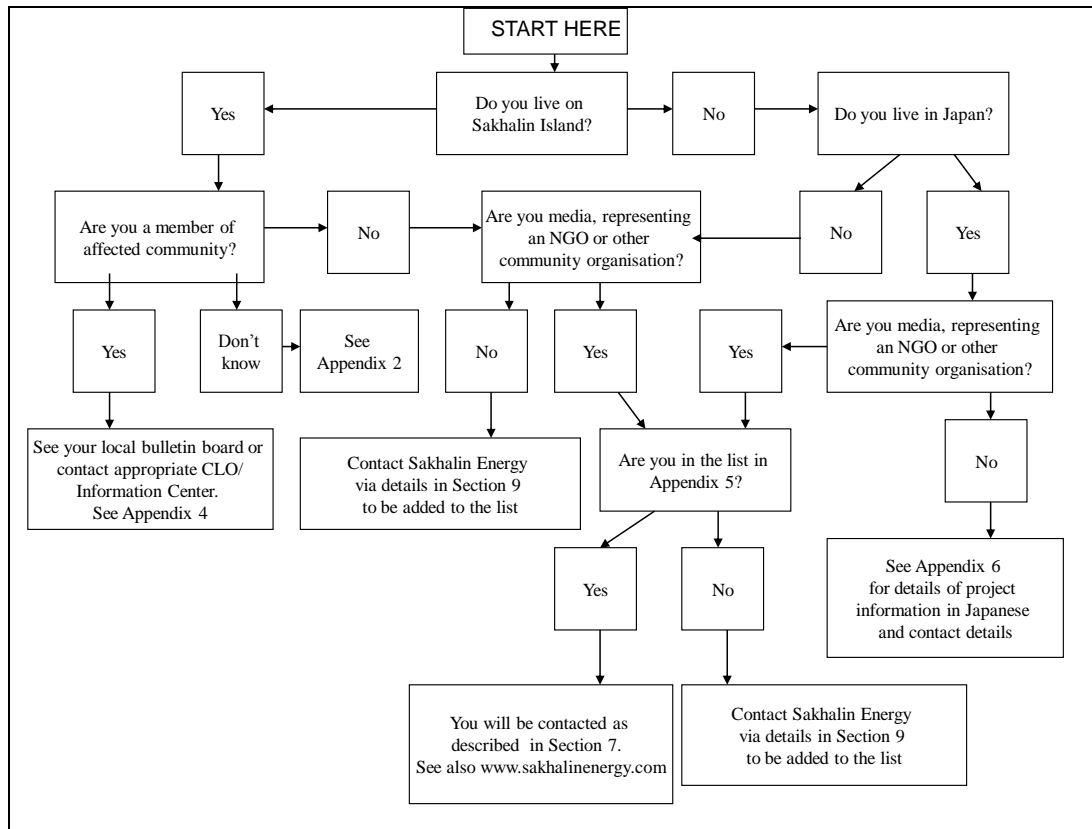 START HERE
Do you live on
Sakhalin Island?
Yes
No
Do you live in Japan?
Are you a member of
affected community?
No
Are you media, representing
an NGO or other
community organisation?
No
Yes
Yes
Don't
know
See
Appendix 2
No
Yes
Yes
Are you media, representing
an NGO or other
community organisation?
See your local bulletin board or
contact appropriate CLO/
Information Center.
See Appendix 4
Contact Sakhalin Energy
via details in Section 9
to be added to the list
Are you in the list in
Appendix 5?
No
Yes
No
See Appendix 6
for details of project
information in Japanese
and contact details
You will be contacted as
described in Section 7.
See also www.sakhalinenergy.com
Contact Sakhalin Energy
via details in Section 9
to be added to the list